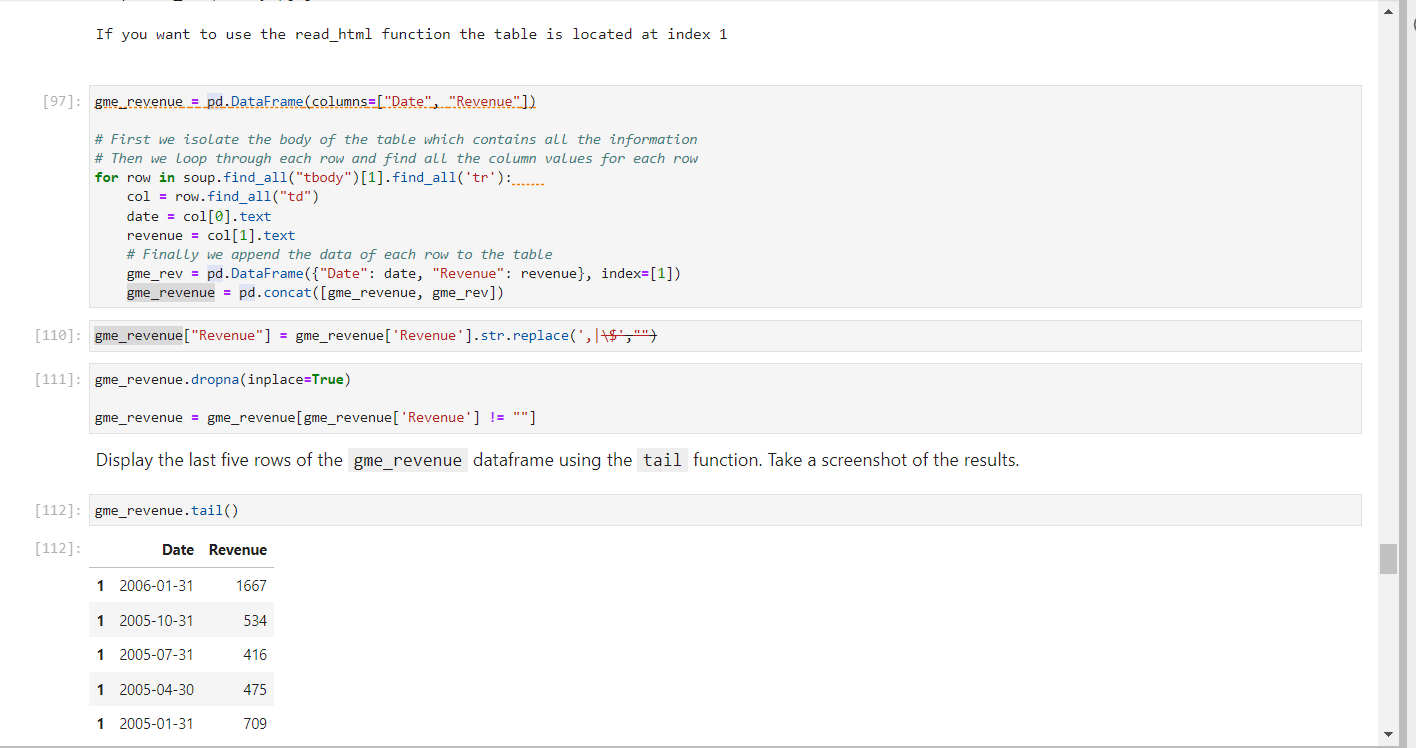 If you want to use the read_html function the table is located at index 1
[97]: gme_revenue = pd.DataFrame(columns=["Date", "Revenue"])
# First we isolate the body of the table which contains all the information
# Then we loop through each row and find all the column values for each row
for row in soup.find_all("tbody")[1].find_all('tr'):
    col = row.find_all("td")
    date = col[0].text
    revenue = col[1].text
    # Finally we append the data of each row to the table
    gme_rev = pd.DataFrame({"Date": date, "Revenue": revenue}, index=[1])
    gme_revenue = pd.concat([gme_revenue, gme_rev])
[110]: gme_revenue["Revenue"] = gme_revenue['Revenue'].str.replace(',|\$',"")
[111]: gme_revenue.dropna(inplace=True)
gme_revenue = gme_revenue[gme_revenue['Revenue'] != ""]
Display the last five rows of the gme_revenue dataframe using the tail function. Take a screenshot of the results.
[112]: gme_revenue.tail()
[112]: Date Revenue
1 2006-01-31 1667
1 2005-10-31 534
1 2005-07-31 416
1 2005-04-30 475
1 2005-01-31 709